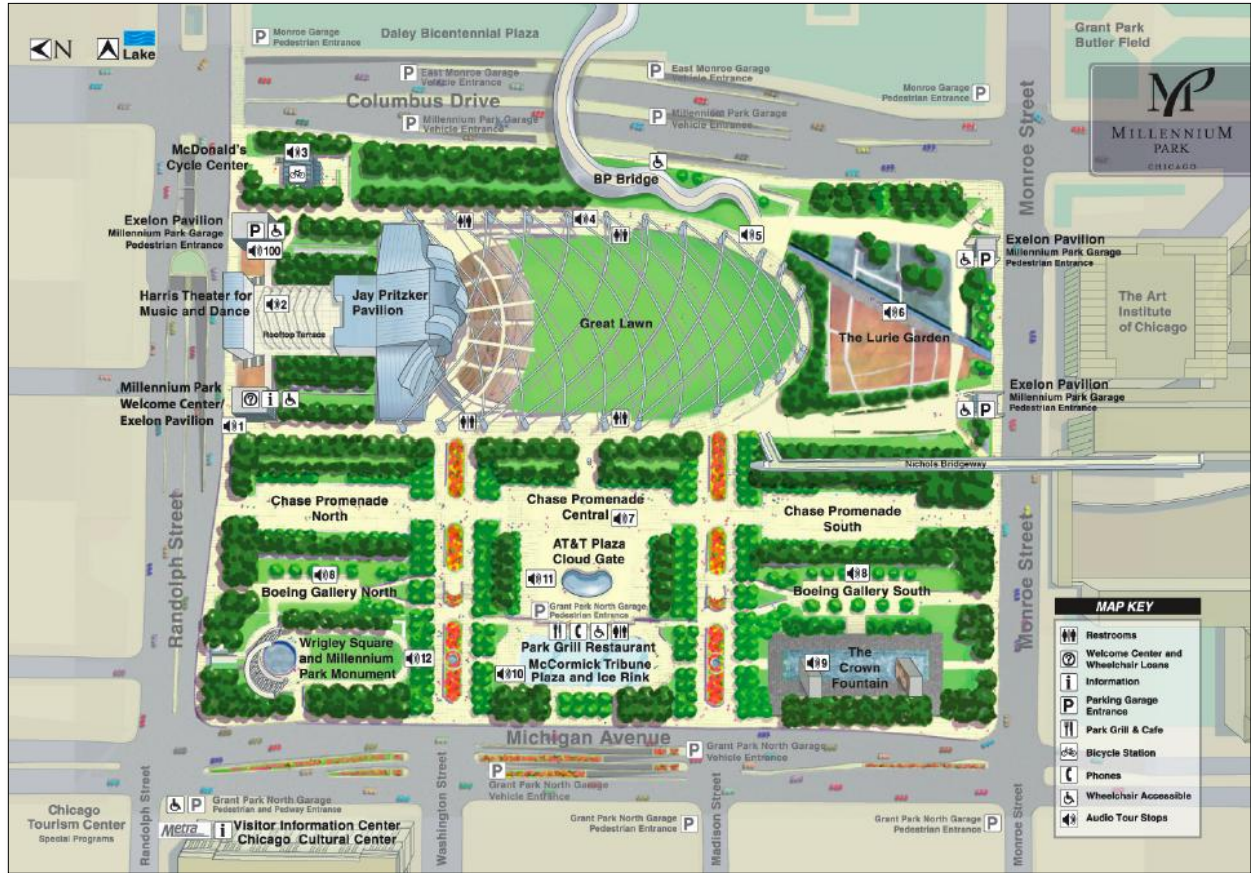 N
Lake
P
Monroe Garage
Pedestrian Entrance
Daley Bicentennial Plaza
P
East Monroe Garage
Vehicle Entrance
P
East Monroe Garage
Vehicle Entrance
Grant Park
Butler Field
Columbus Drive
P
Millennium Park Garage
Vehicle Entrance
P
Millennium Park Garage
Vehicle Entrance
Monroe Garage
Pedestrian Entrance
P
Monroe Street
MP
MILLENNIUM
PARK
CHICAGO
McDonald's
Cycle Center
3
BP Bridge
Exelon Pavilion
Millennium Park Garage
Pedestrian Entrance
P
100
4
5
Exelon Pavilion
Millennium Park Garage
Pedestrian Entrance
P
Harris Theater for
Music and Dance
2
Rooftop Terrace
Jay Pritzker
Pavilion
Great Lawn
6
The Lurie Garden
The Art
Institute
of Chicago
Millennium Park
Welcome Center/
Exelon Pavilion
? i
1
Exelon Pavilion
Millennium Park Garage
Pedestrian Entrance
P
Nichols Bridgeway
Randolph Street
Chase Promenade
North
Chase Promenade
Central
7
Chase Promenade
South
AT&T Plaza
Cloud Gate
11
8
Boeing Gallery North
8
Boeing Gallery South
P
Grant Park North Garage
Pedestrian Entrance
Wrigley Square
and Millennium
Park Monument
12
Park Grill Restaurant
McCormick Tribune
Plaza and Ice Rink
10
9
The
Crown
Fountain
Monroe Street
MAP KEY
Restrooms
? Welcome Center and
Wheelchair Loans
i Information
P Parking Garage
Entrance
Park Grill & Cafe
Bicycle Station
Phones
Wheelchair Accessible
Audio Tour Stops
Michigan Avenue
P
Grant Park North Garage
Vehicle Entrance
P
Grant Park North Garage
Vehicle Entrance
Chicago
Tourism Center
Special Programs
Randolph Street
P
Grant Park North Garage
Pedestrian and Pedway Entrance
Metra
i
Visitor Information Center
Chicago Cultural Center
Washington Street
Grant Park North Garage
Pedestrian Entrance
P
Madison Street
Grant Park North Garage
Pedestrian Entrance
P
Monroe Street